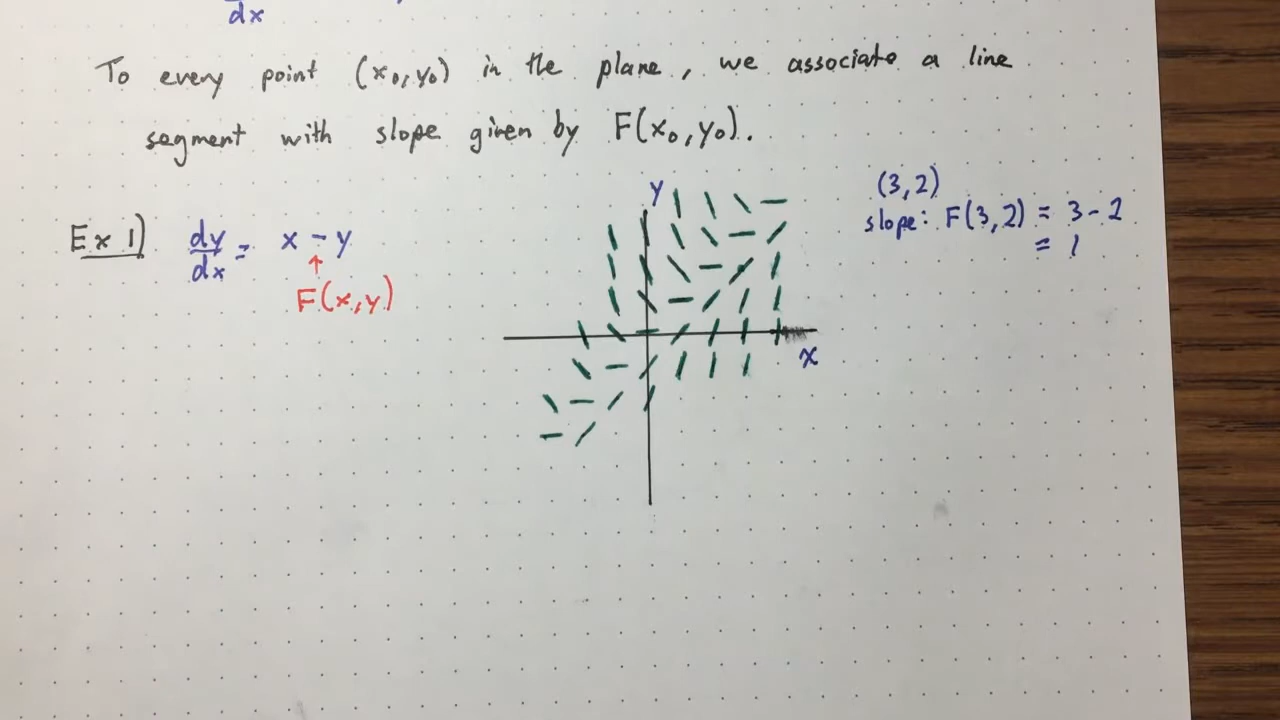 dx
To every point (x₀,y₀) in the plane, we associate a line
segment with slope given by F(x₀,y₀).
Ex 1) dy/dx = x - y
↑
F(x,y)
y
x
(3,2)
slope: F(3,2) = 3-2
= 1